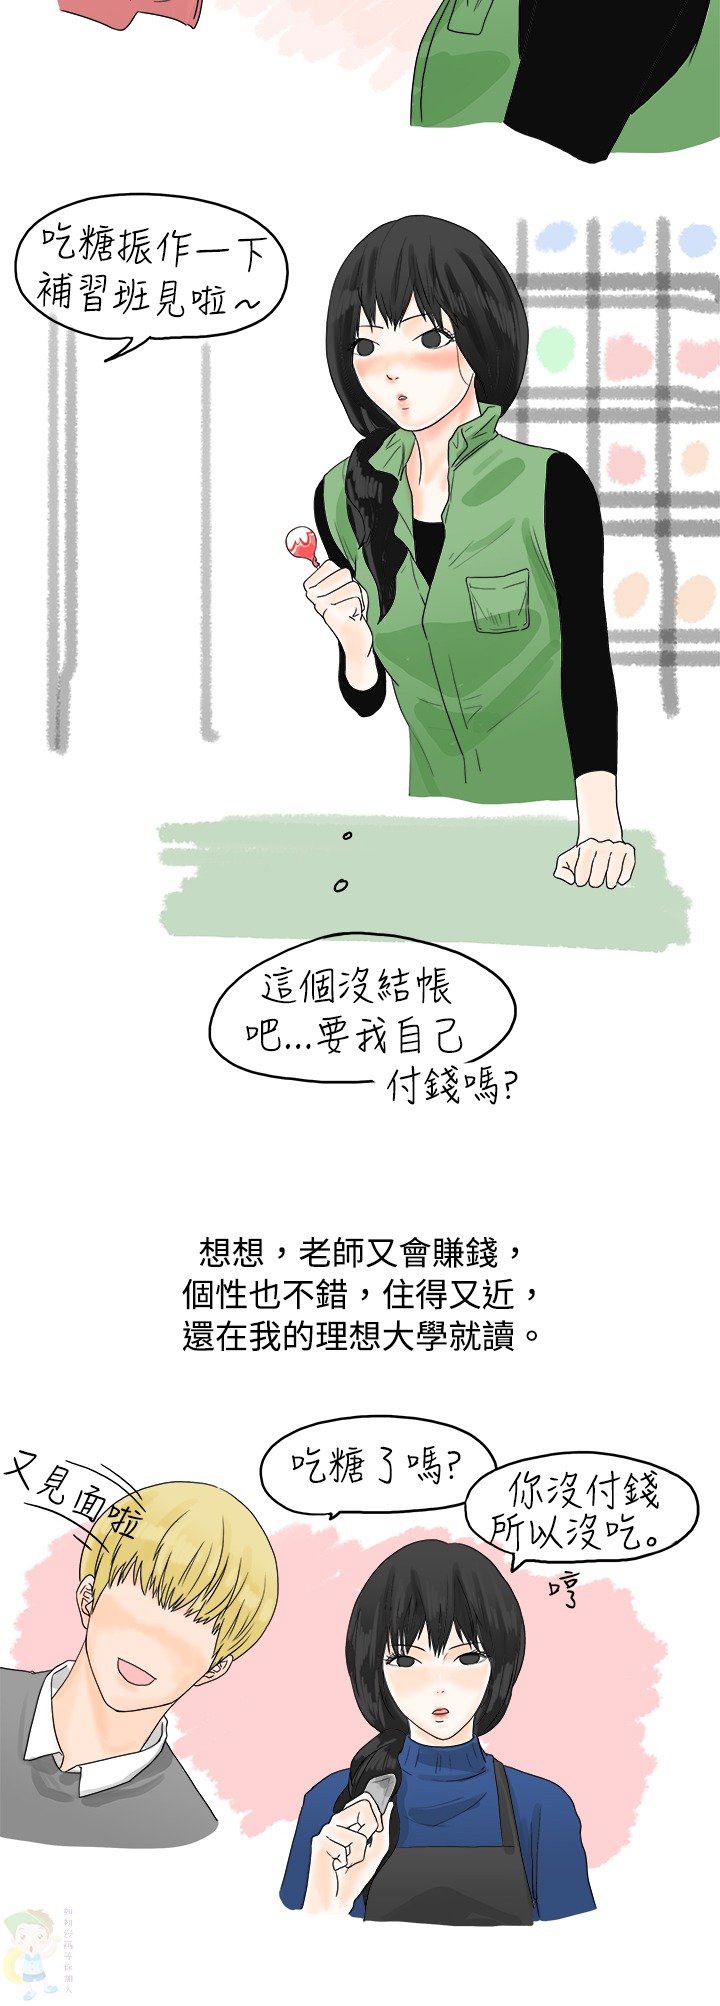 吃糖振作一下
補習班見啦~
這個沒結帳
吧...要我自己
付錢嗎?
想想，老師又會賺錢，
個性也不錯，住得又近，
還在我的理想大學就讀。
又見面啦
吃糖了嗎?
你沒付錢
所以沒吃。
哼